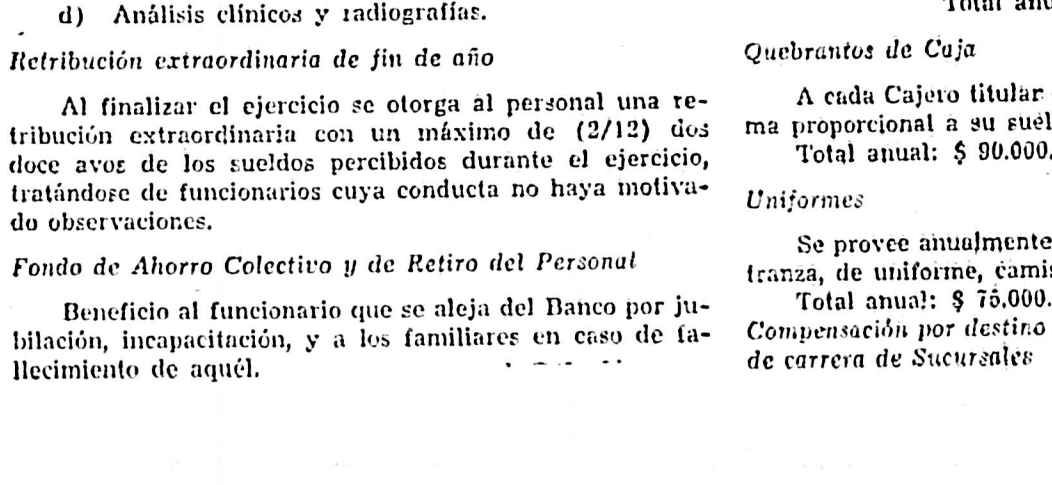 d) Análisis clínicos y radiografías.
Retribución extraordinaria de fin de año
Al finalizar el ejercicio se otorga al personal una re-
tribución extraordinaria con un máximo de (2/12) dos
doce avos de los sueldos percibidos durante el ejercicio,
tratándose de funcionarios cuya conducta no haya motiva-
do observaciones.
Fondo de Ahorro Colectivo y de Retiro del Personal
Beneficio al funcionario que se aleja del Banco por ju-
bilación, incapacitación, y a los familiares en caso de fa-
llecimiento de aquél.
Total anu
Quebrantos de Caja
A cada Cajero titular
ma proporcional a su suel
Total anual: $ 90.000.
Uniformes
Se provee anualmente
tranza, de uniforme, camis
Total anual: $ 75.000.
Compensación por destino
de carrera de Sucursales